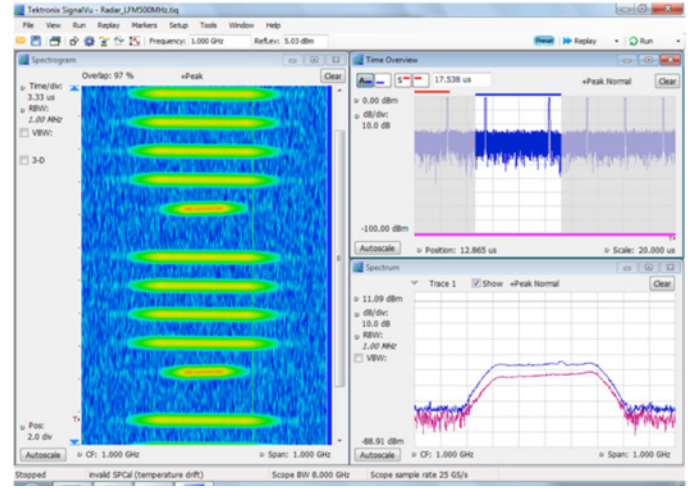 Tektronix SignalVu - Radar_LFM500MHz.tiq
File View Run Replay Markers Setup Tools Window Help
Frequency: 1.000 GHz RefLev: 5.03 dBm Preset Replay Run
Spectrogram
Overlap: 97 % +Peak Clear
Time/div:
3.33 us
RBW:
1.00 MHz
VBW:
3-D
Pos:
2.0 div
Autoscale CF: 1.000 GHz Span: 1.000 GHz
Time Overview
17.538 us +Peak Normal Clear
0.00 dBm
dB/div:
10.0 dB
-100.00 dBm
Autoscale Position: 12.865 us Scale: 20.000 us
Spectrum
Trace 1 Show +Peak Normal Clear
11.09 dBm
dB/div:
10.0 dB
RBW:
1.00 MHz
VBW:
-88.91 dBm
Autoscale CF: 1.000 GHz Span: 1.000 GHz
Stopped invalid SPCal (temperature drift) Scope BW 8.000 GHz Scope sample rate 25 GS/s